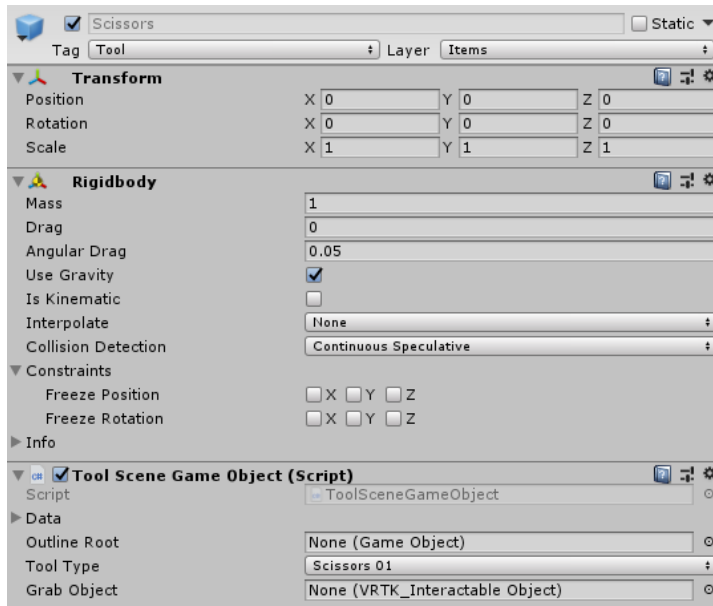 Scissors Static
Tag Tool Layer Items
Transform
Position X 0 Y 0 Z 0
Rotation X 0 Y 0 Z 0
Scale X 1 Y 1 Z 1
Rigidbody
Mass 1
Drag 0
Angular Drag 0.05
Use Gravity
Is Kinematic
Interpolate None
Collision Detection Continuous Speculative
Constraints
Freeze Position X Y Z
Freeze Rotation X Y Z
Info
C# Tool Scene Game Object (Script)
Script ToolSceneGameObject
Data
Outline Root None (Game Object)
Tool Type Scissors 01
Grab Object None (VRTK_Interactable Object)